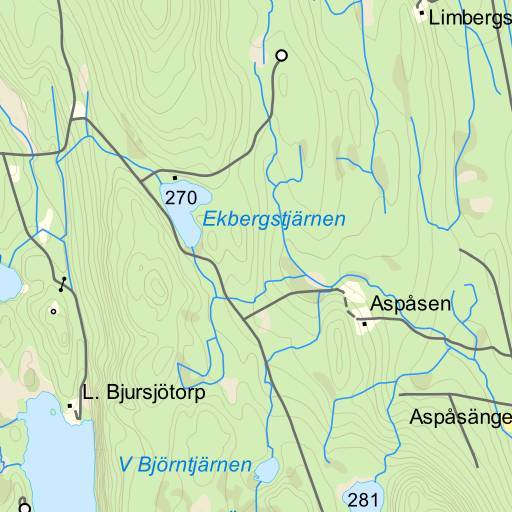 Limbergs
270
Ekbergstjärnen
Aspåsen
L. Bjursjötorp
Aspåsänge
V Björntjärnen
281